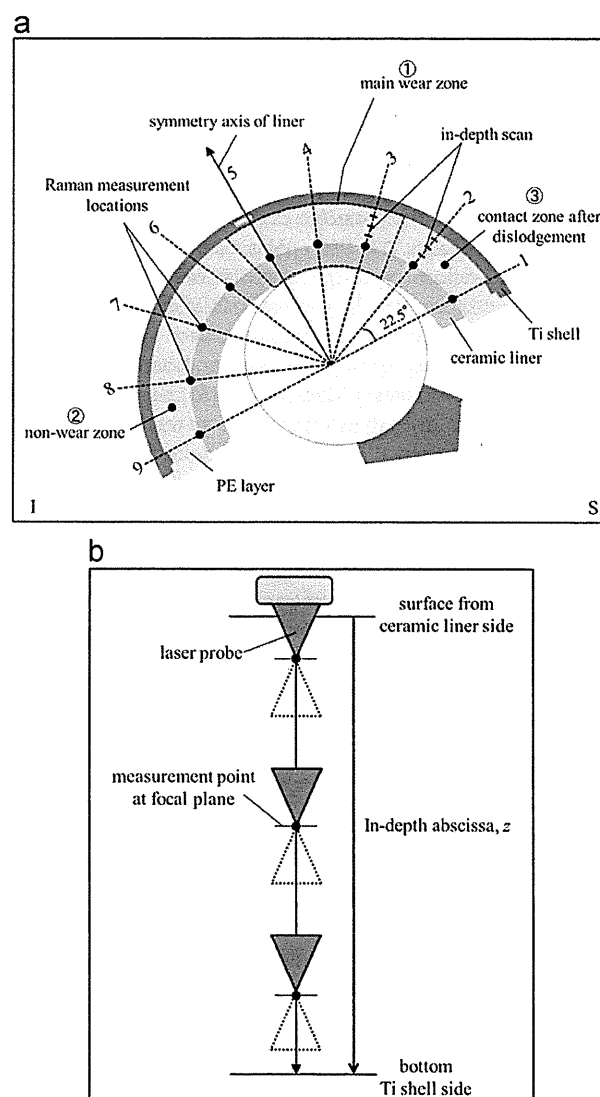 a
①
main wear zone
symmetry axis of liner
in-depth scan
Raman measurement
locations
5
4
3
2
③
contact zone after
dislodgement
6
1
7
22.5°
Ti shell
ceramic liner
8
②
non-wear zone
9
PE layer
I
S
b
surface from
ceramic liner side
laser probe
measurement point
at focal plane
In-depth abscissa, z
bottom
Ti shell side